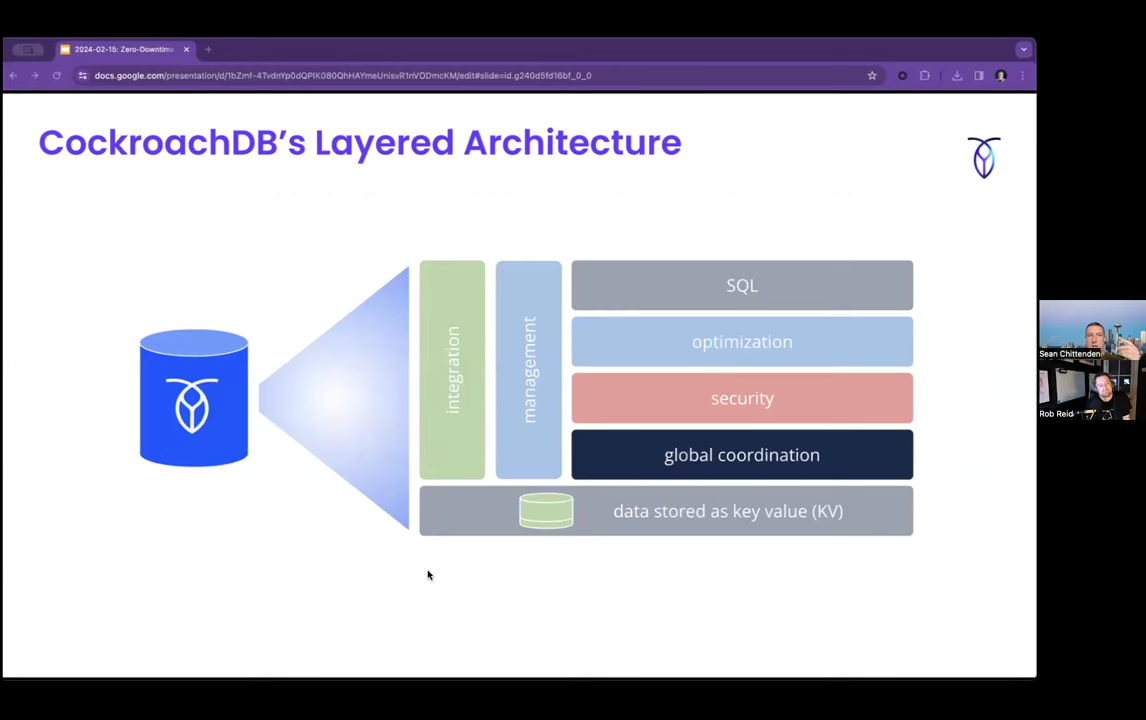 2024-02-15: Zero-Downtim
docs.google.com/presentation/d/1bZmf-4TvdnYp0dQPIK080QhHAYmeUnisvR1nVODmcKM/edit#slide=id.g240d5fd16bf_0_0
CockroachDB's Layered Architecture
integration
management
SQL
optimization
security
global coordination
data stored as key value (KV)
Sean Chittenden
Rob Reid